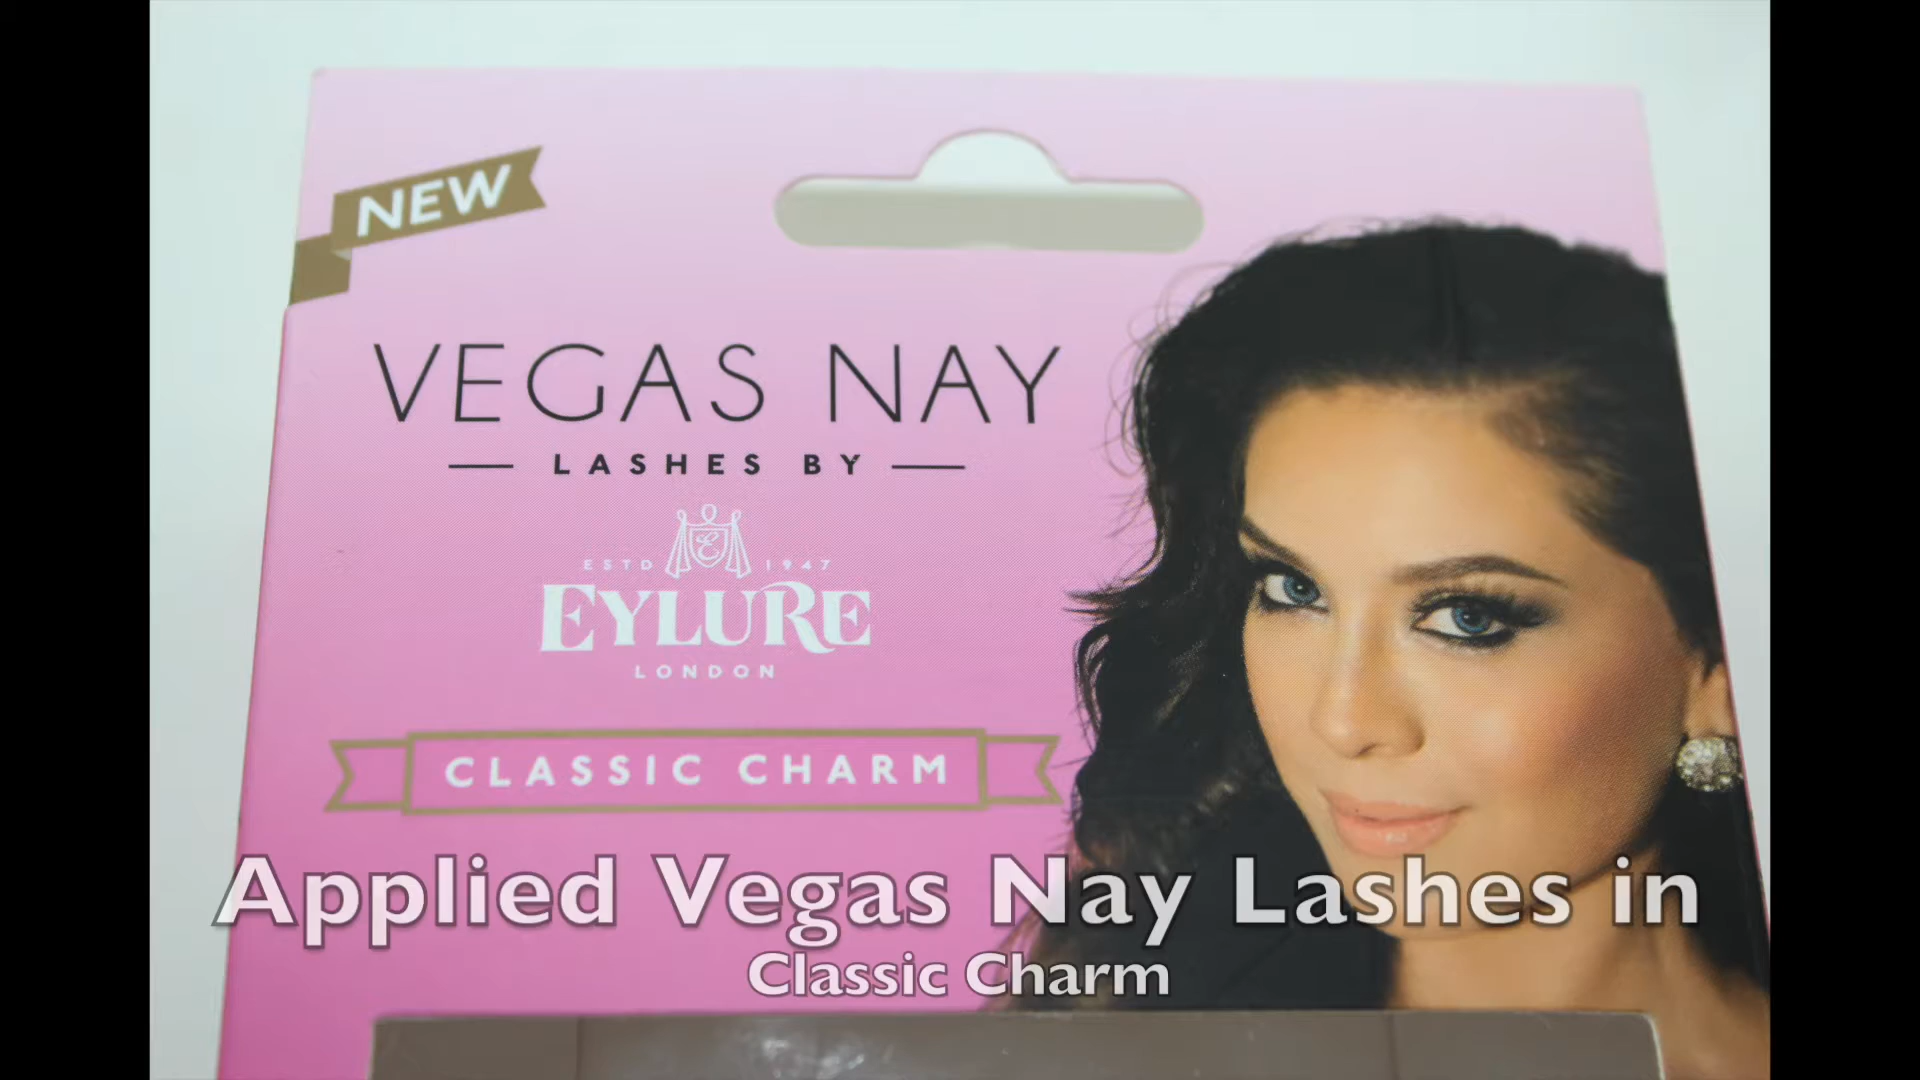 NEW
VEGAS NAY
LASHES BY
ESTD E 1947
EYLURE
LONDON
CLASSIC CHARM
Applied Vegas Nay Lashes in
Classic Charm